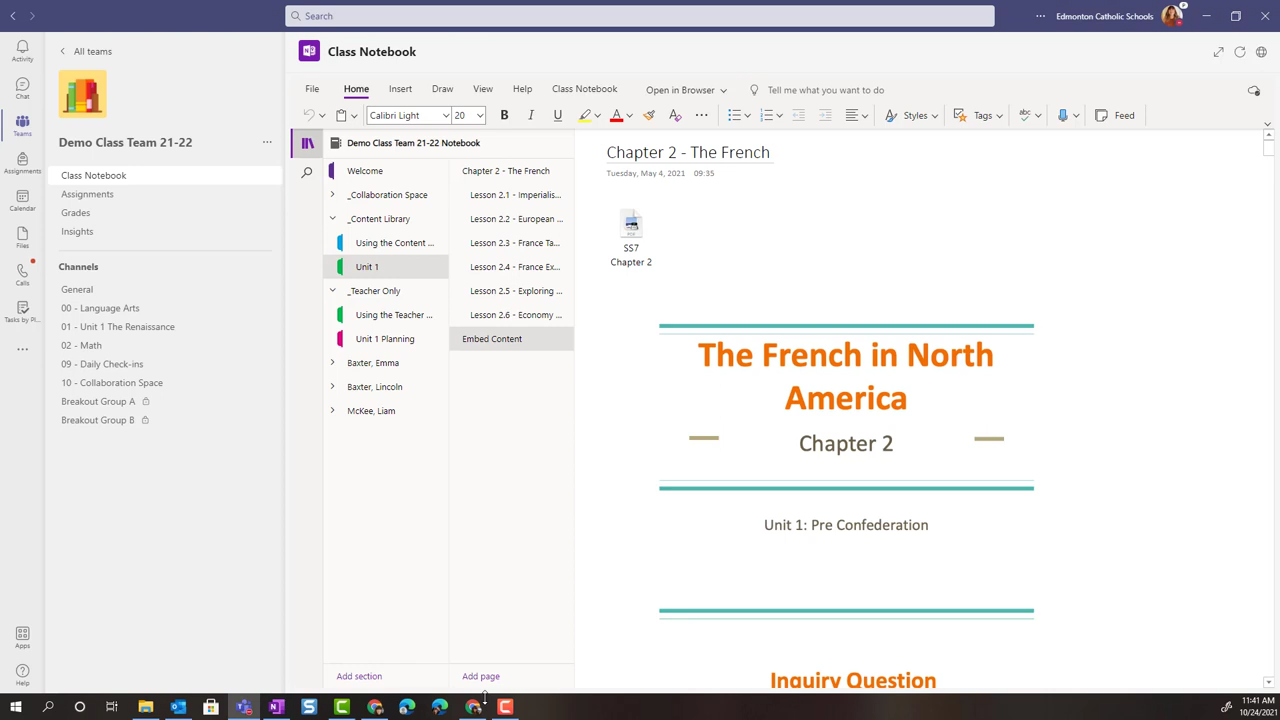 Search
Edmonton Catholic Schools
Activity
Chat
Teams
Assignments
Calendar
Files
Calls
Tasks by Pl...
Apps
Help
All teams
Demo Class Team 21-22
Class Notebook
Assignments
Grades
Insights
Channels
General
00 - Language Arts
01 - Unit 1 The Renaissance
02 - Math
09 - Daily Check-ins
10 - Collaboration Space
Breakout Group A
Breakout Group B
Class Notebook
File Home Insert Draw View Help Class Notebook Open in Browser Tell me what you want to do
Calibri Light 20 B I U A Styles Tags abc Feed
Demo Class Team 21-22 Notebook
Welcome
_Collaboration Space
_Content Library
Using the Content ...
Unit 1
_Teacher Only
Using the Teacher ...
Unit 1 Planning
Baxter, Emma
Baxter, Lincoln
McKee, Liam
Add section
Chapter 2 - The French
Lesson 2.1 - Imperialis...
Lesson 2.2 - European ...
Lesson 2.3 - France Ta...
Lesson 2.4 - France Ex...
Lesson 2.5 - Exploring ...
Lesson 2.6 - Economy ...
Embed Content
Add page
Chapter 2 - The French
Tuesday, May 4, 2021 09:35
SS7
Chapter 2
The French in North
America
Chapter 2
Unit 1: Pre Confederation
Inquiry Question
11:41 AM
10/24/2021